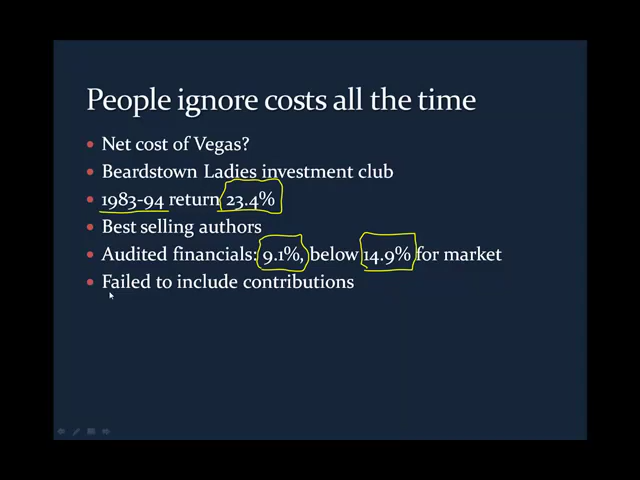 People ignore costs all the time
Net cost of Vegas?
Beardstown Ladies investment club
1983-94 return 23.4%
Best selling authors
Audited financials: 9.1%, below 14.9% for market
Failed to include contributions